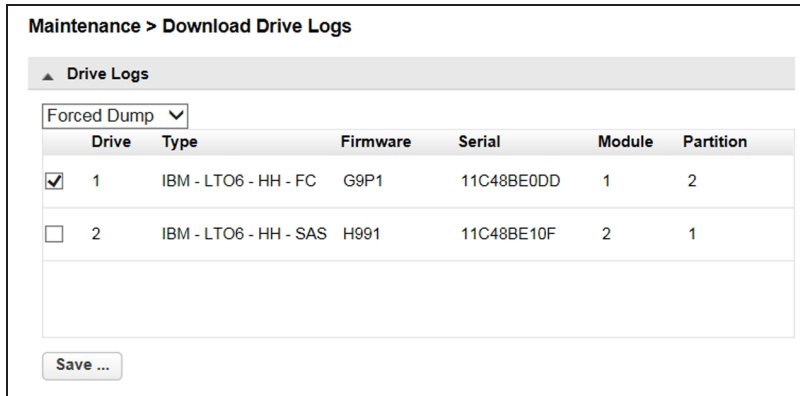 Maintenance > Download Drive Logs
Drive Logs
Forced Dump
Drive Type Firmware Serial Module Partition
1 IBM - LTO6 - HH - FC G9P1 11C48BE0DD 1 2
2 IBM - LTO6 - HH - SAS H991 11C48BE10F 2 1
Save ...